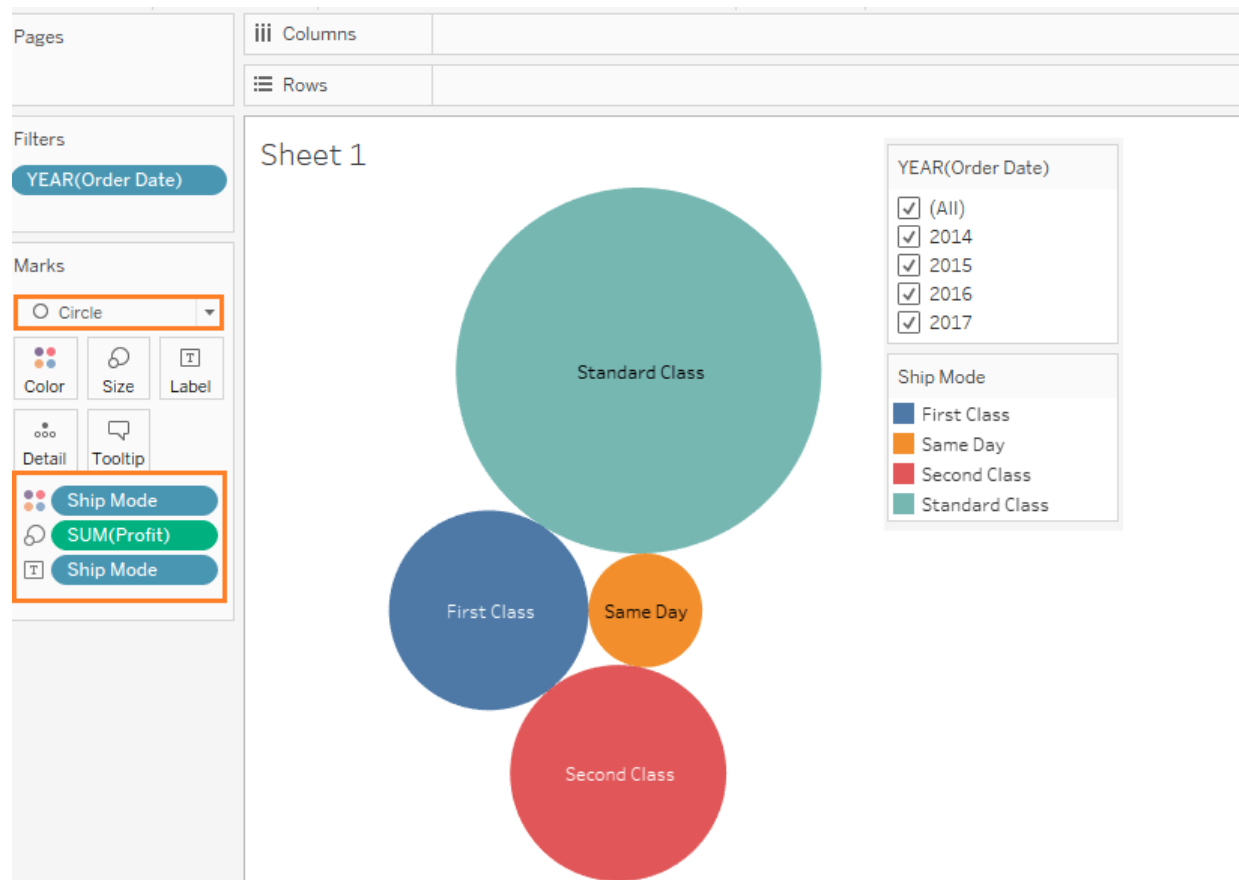 Pages
Columns
Rows
Filters
YEAR(Order Date)
Marks
Circle
Color Size T Label
Detail Tooltip
Ship Mode
SUM(Profit)
T Ship Mode
Sheet 1
Standard Class
First Class
Same Day
Second Class
YEAR(Order Date)
(All)
2014
2015
2016
2017
Ship Mode
First Class
Same Day
Second Class
Standard Class